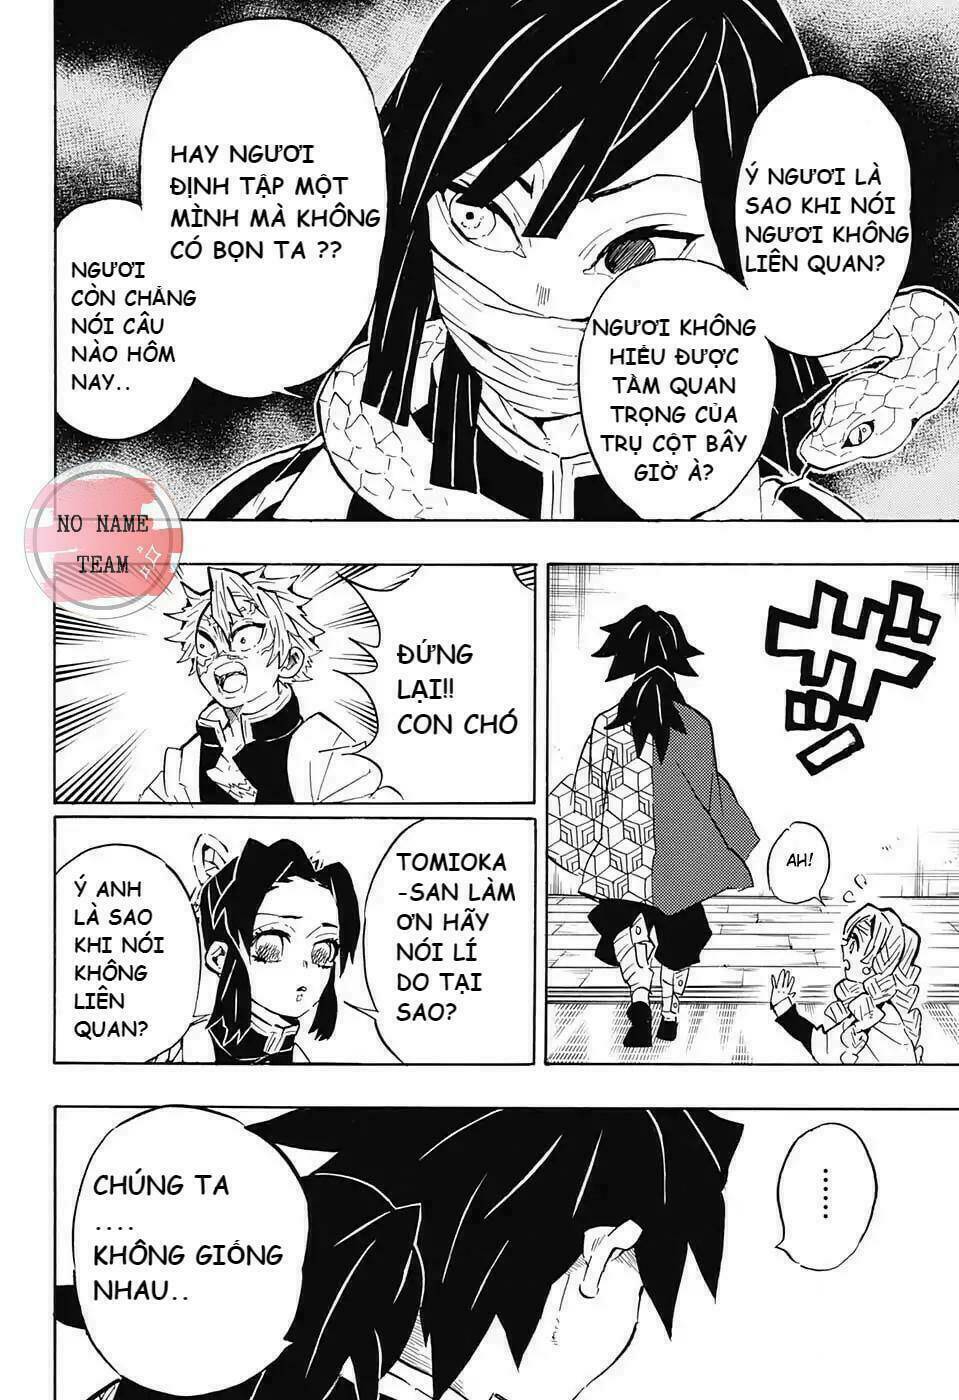 Ý NGƯƠI LÀ
SAO KHI NÓI
NGƯƠI KHÔNG
LIÊN QUAN?
NGƯƠI KHÔNG
HIỂU ĐƯỢC
TẦM QUAN
TRỌNG CỦA
TRỤ CỘT BÂY
GIỜ À?
HAY NGƯƠI
ĐỊNH TẬP MỘT
MÌNH MÀ KHÔNG
CÓ BỌN TA ??
NGƯƠI
CÒN CHẲNG
NÓI CÂU
NÀO HÔM
NAY..
NO NAME
TEAM
AH!
ĐỨNG
LẠI!!
CON CHÓ
TOMIOKA
-SAN LÀM
ƠN HÃY
NÓI LÍ
DO TẠI
SAO?
Ý ANH
LÀ SAO
KHI NÓI
KHÔNG
LIÊN
QUAN?
......
CHÚNG TA
....
KHÔNG GIỐNG
NHAU..